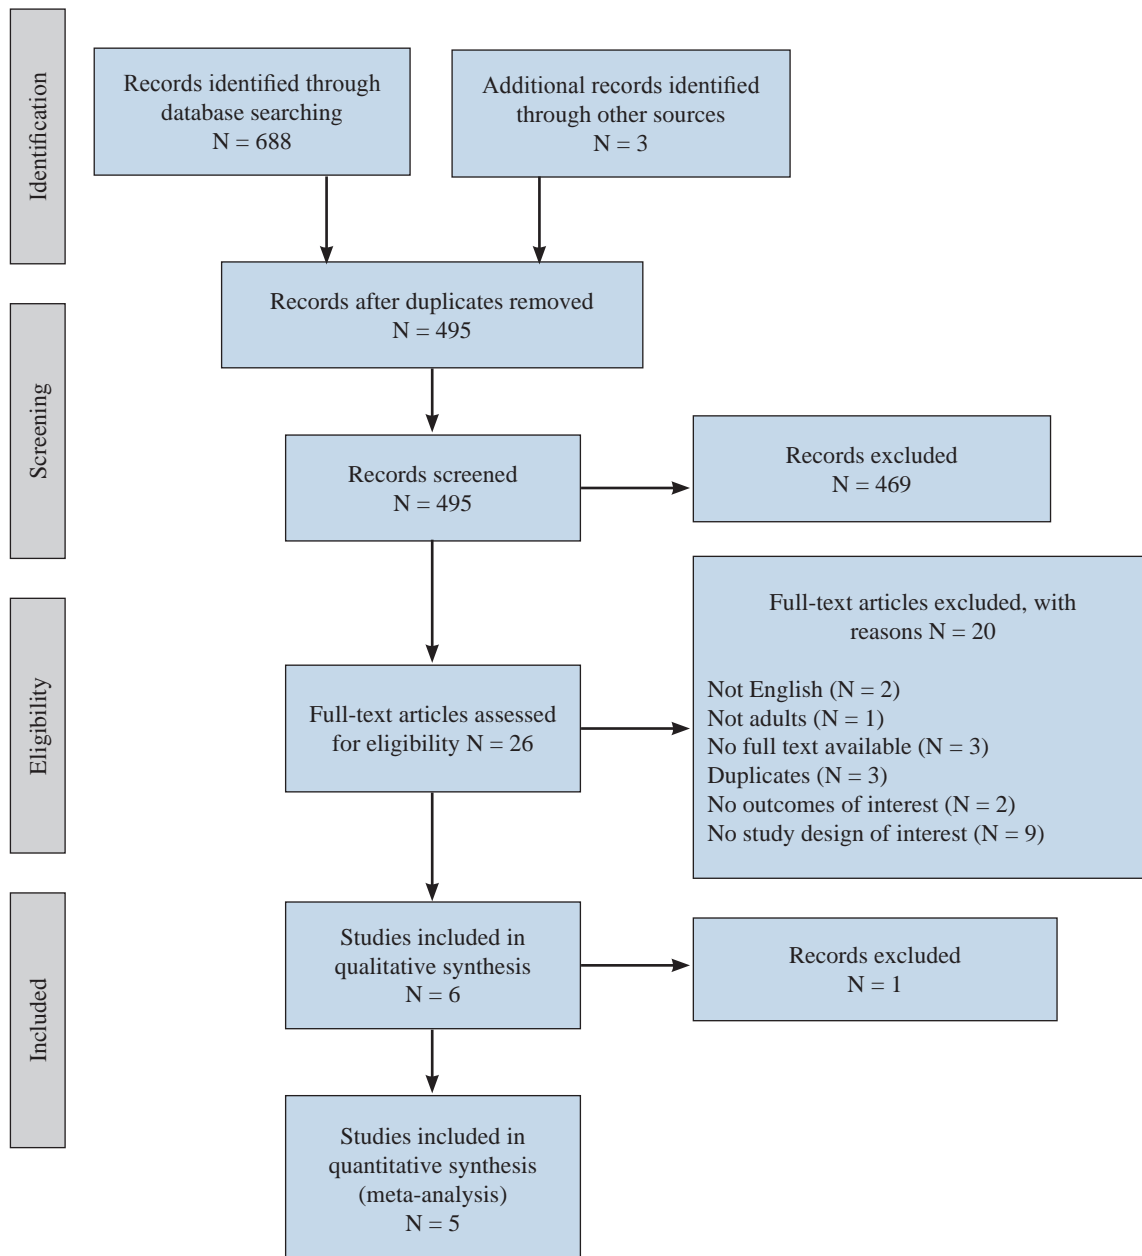 Identification
Records identified through
database searching
N = 688
Additional records identified
through other sources
N = 3
Records after duplicates removed
N = 495
Screening
Records screened
N = 495
Records excluded
N = 469
Eligibility
Full-text articles assessed
for eligibility N = 26
Full-text articles excluded, with
reasons N = 20
Not English (N = 2)
Not adults (N = 1)
No full text available (N = 3)
Duplicates (N = 3)
No outcomes of interest (N = 2)
No study design of interest (N = 9)
Included
Studies included in
qualitative synthesis
N = 6
Records excluded
N = 1
Studies included in
quantitative synthesis
(meta-analysis)
N = 5